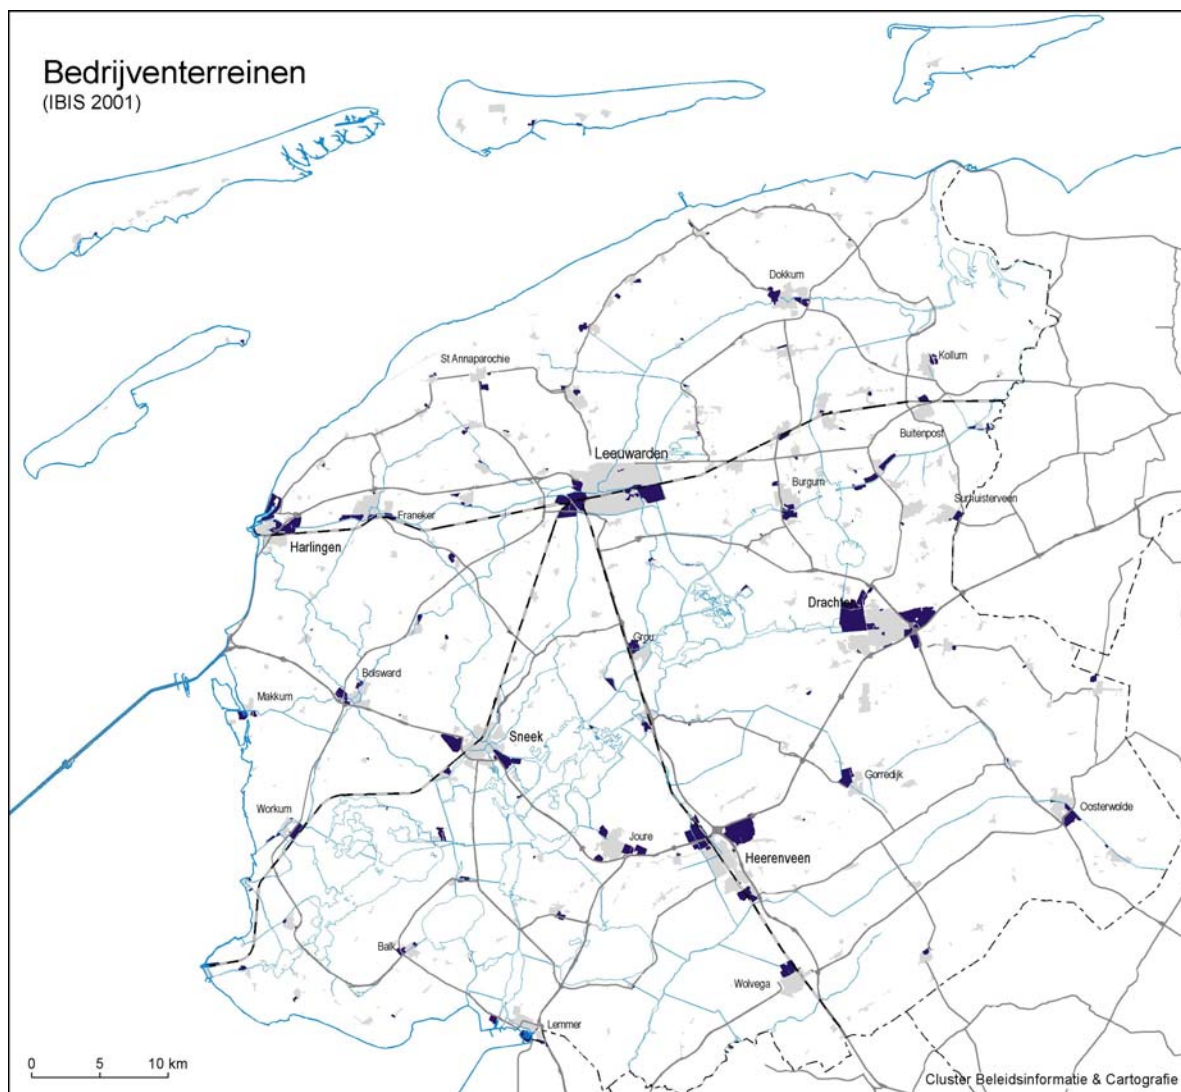 Bedrijventerreinen
(IBIS 2001)
Dokkum
Kollum
St Annaparochie
Buitenpost
Leeuwarden
Burgum
Surhuisterveen
Franeker
Harlingen
Drachten
Grou
Bolsward
Makkum
Sneek
Gorredijk
Oosterwolde
Workum
Joure
Heerenveen
Balk
Wolvega
Lemmer
0 5 10 km
Cluster Beleidsinformatie & Cartografie